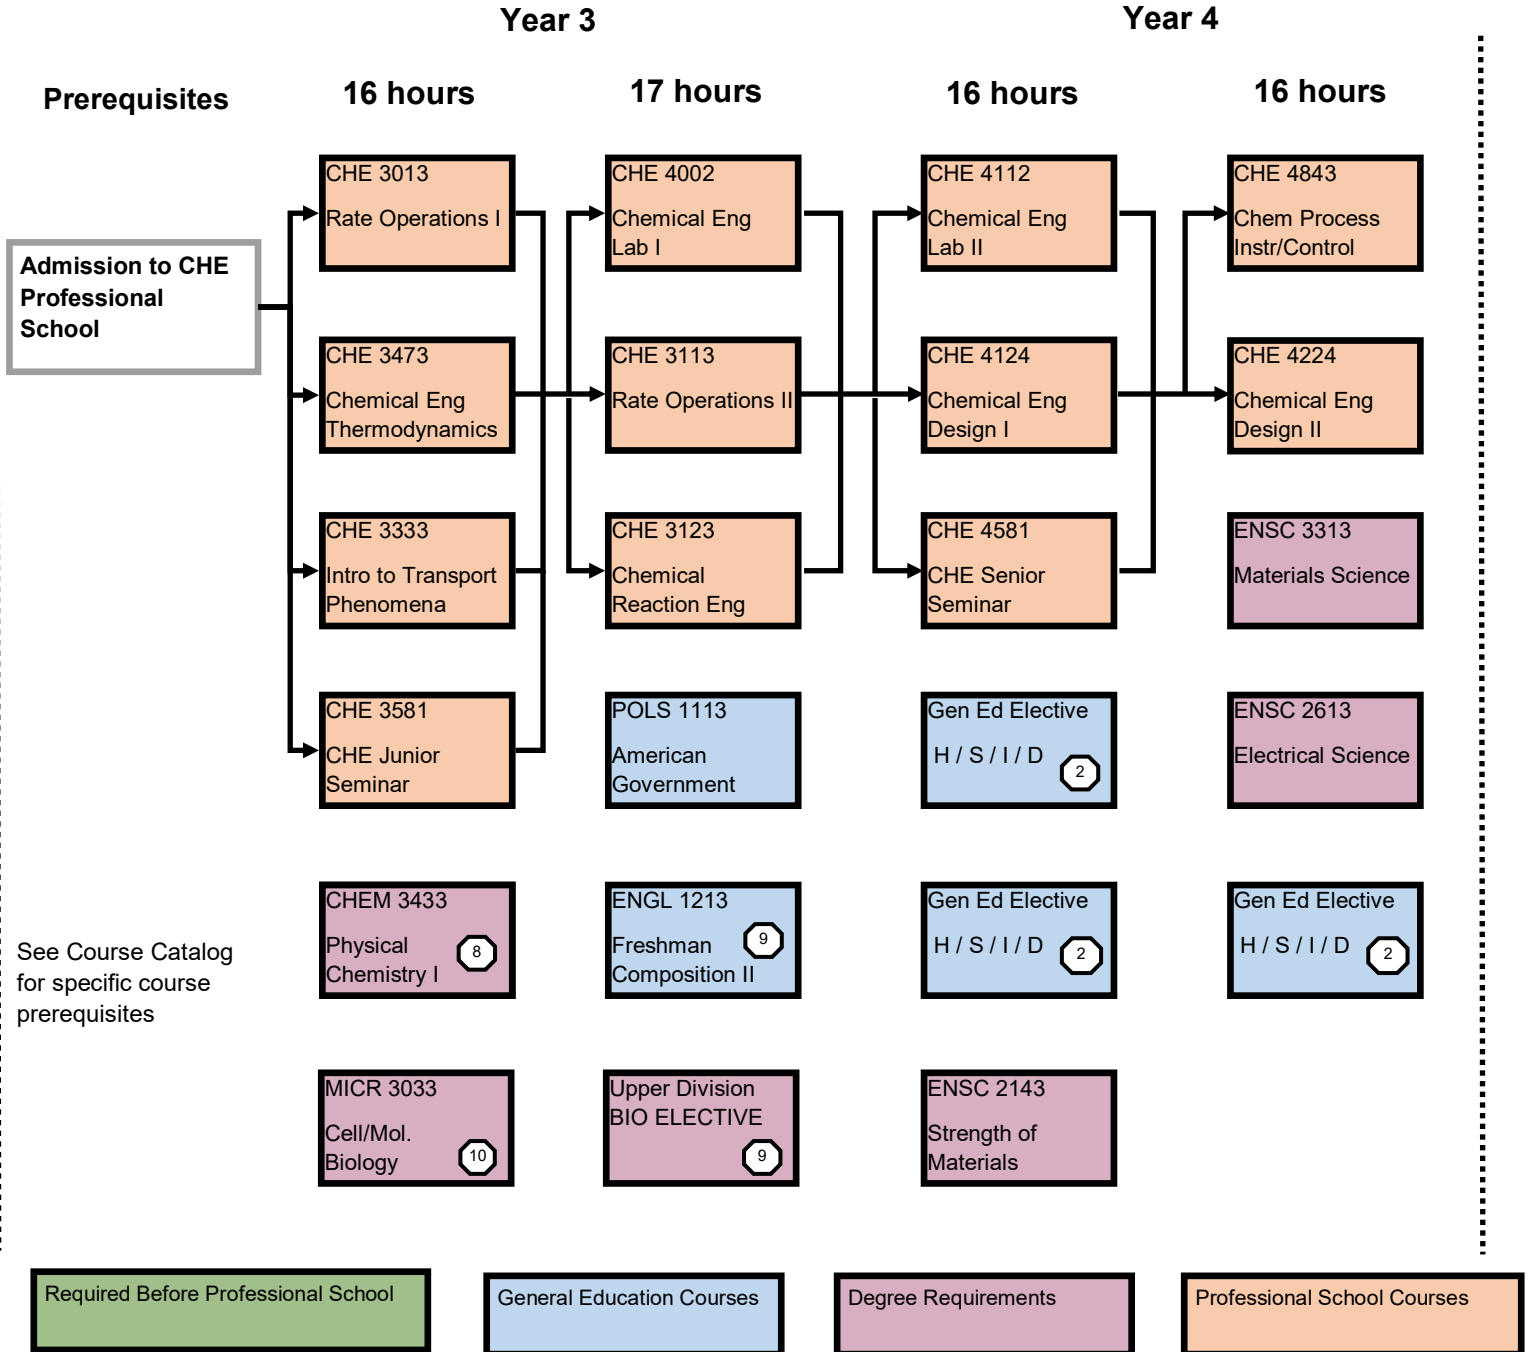 Year 3
Year 4
Prerequisites
16 hours
17 hours
16 hours
16 hours
Admission to CHE
Professional
School
CHE 3013
Rate Operations I
CHE 4002
Chemical Eng
Lab I
CHE 4112
Chemical Eng
Lab II
CHE 4843
Chem Process
Instr/Control
CHE 3473
Chemical Eng
Thermodynamics
CHE 3113
Rate Operations II
CHE 4124
Chemical Eng
Design I
CHE 4224
Chemical Eng
Design II
CHE 3333
Intro to Transport
Phenomena
CHE 3123
Chemical
Reaction Eng
CHE 4581
CHE Senior
Seminar
ENSC 3313
Materials Science
CHE 3581
CHE Junior
Seminar
POLS 1113
American
Government
Gen Ed Elective
H / S / I / D
2
ENSC 2613
Electrical Science
See Course Catalog
for specific course
prerequisites
CHEM 3433
Physical
Chemistry I
8
ENGL 1213
Freshman
Composition II
9
Gen Ed Elective
H / S / I / D
2
Gen Ed Elective
H / S / I / D
2
MICR 3033
Cell/Mol.
Biology
10
Upper Division
BIO ELECTIVE
9
ENSC 2143
Strength of
Materials
Required Before Professional School
General Education Courses
Degree Requirements
Professional School Courses